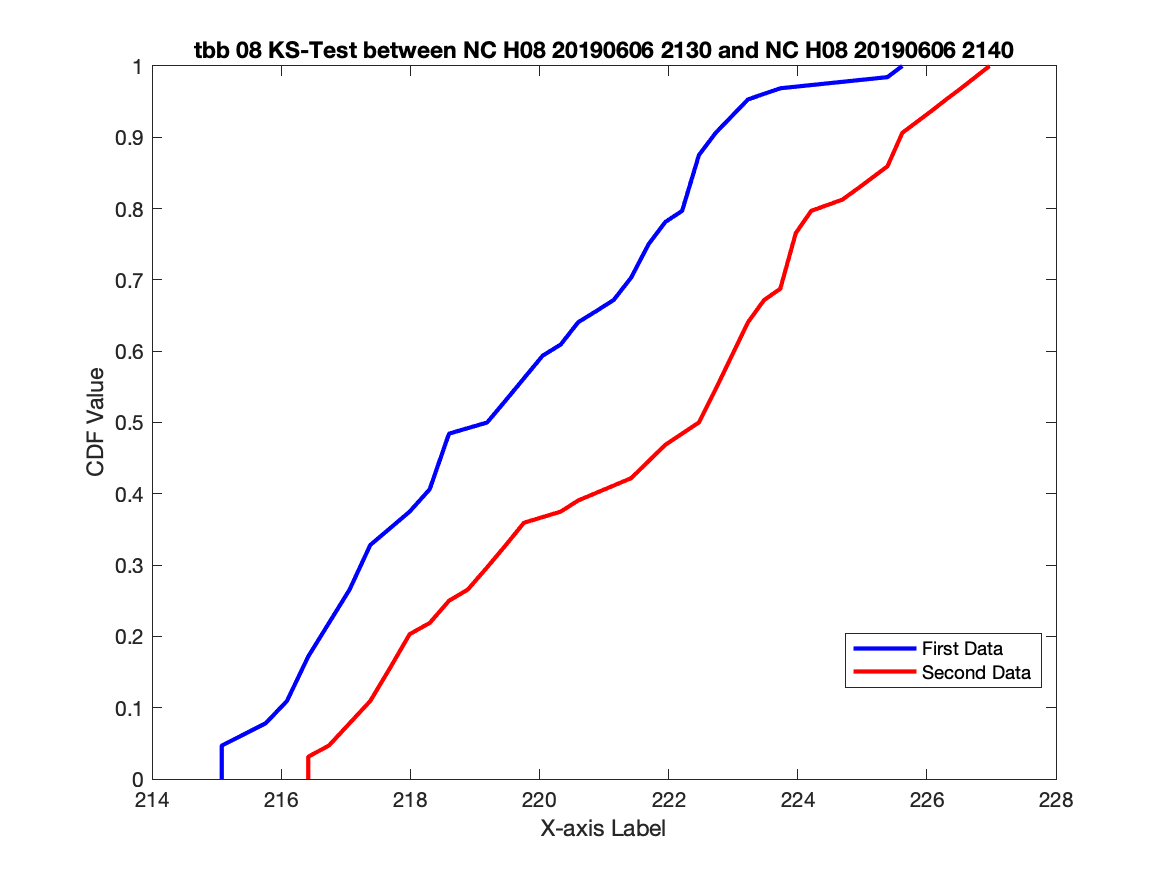 tbb 08 KS-Test between NC H08 20190606 2130 and NC H08 20190606 2140
1
0.9
0.8
0.7
0.6
0.5
0.4
0.3
0.2
0.1
0
CDF Value
First Data
Second Data
214 216 218 220 222 224 226 228
X-axis Label